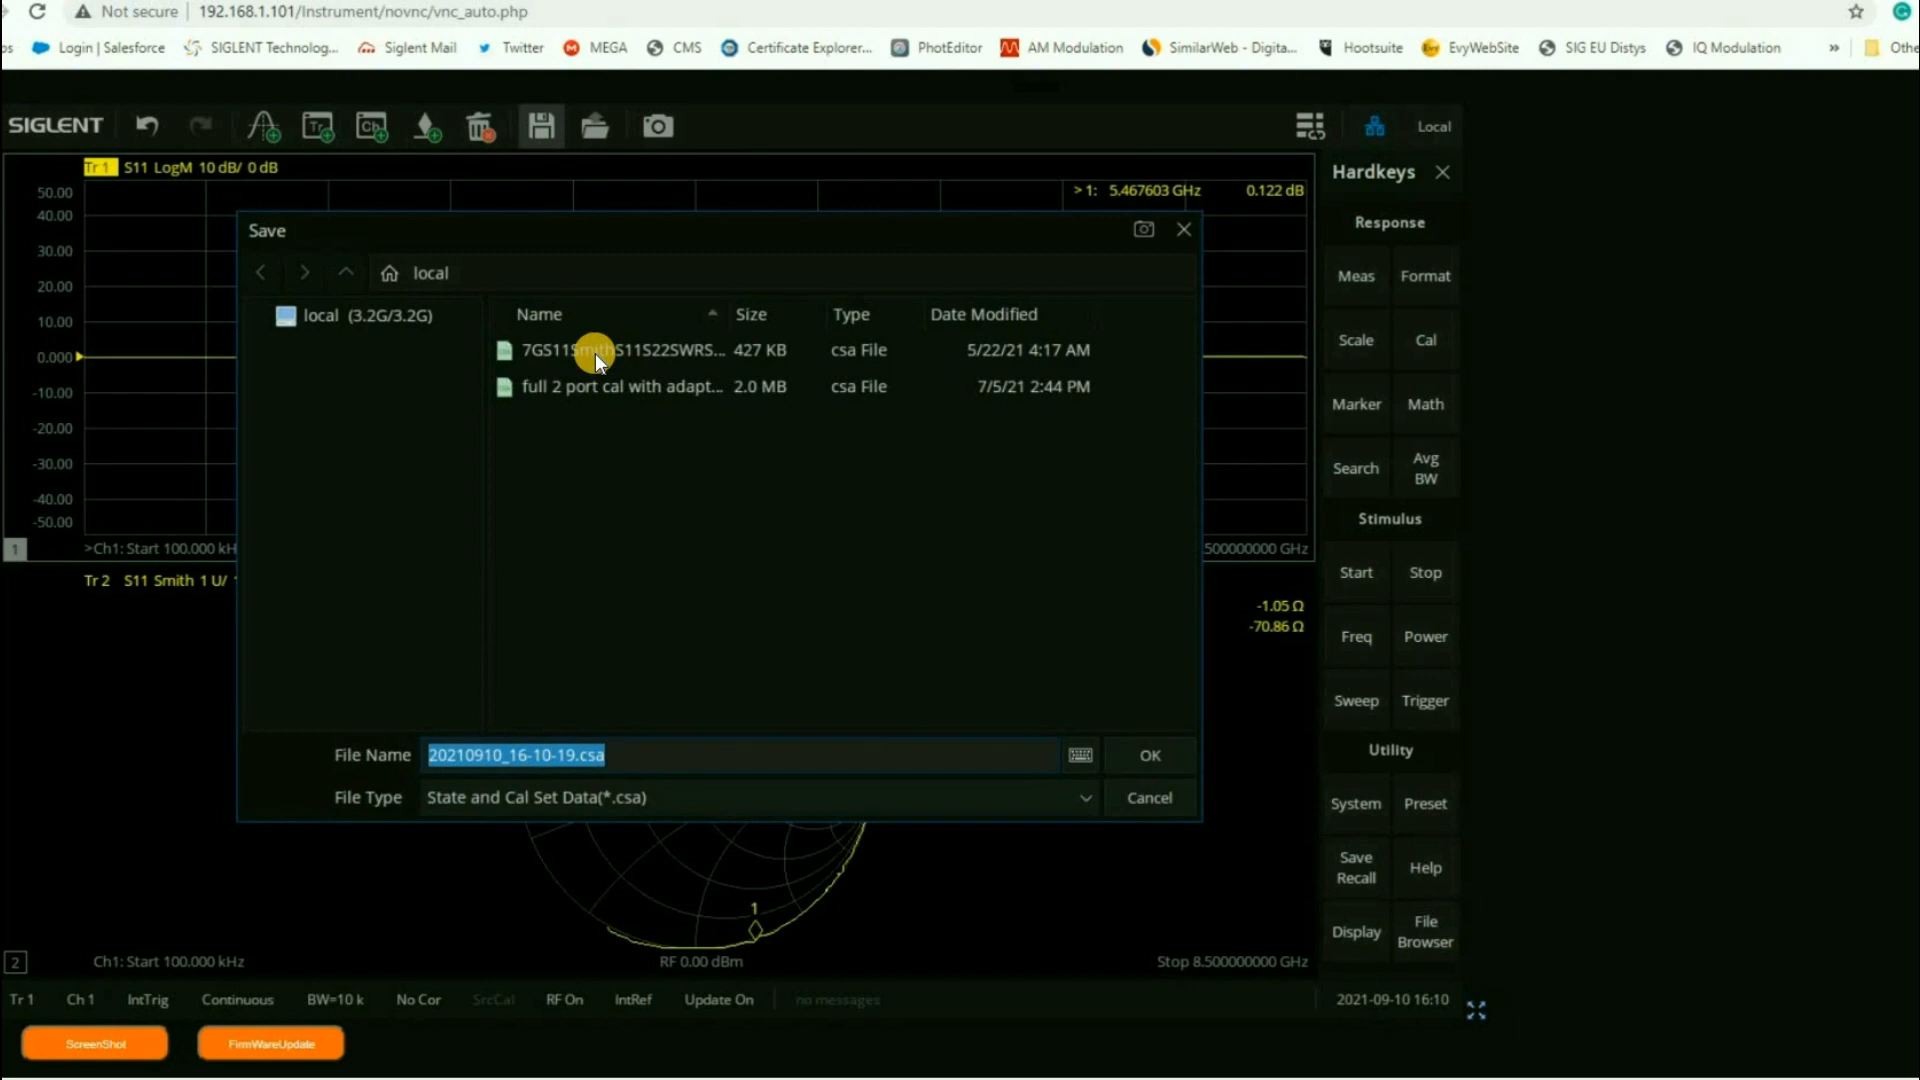 Not secure 192.168.1.101/Instrument/novnc/vnc_auto.php
Login | Salesforce SIGLENT Technolog... Siglent Mail Twitter MEGA CMS Certificate Explorer... PhotEditor AM Modulation SimilarWeb - Digita... Hootsuite EvyWebSite SIG EU Distys IQ Modulation » Othe
SIGLENT Tr Ch Local
Tr 1 S11 LogM 10 dB/ 0 dB
> 1: 5.467603 GHz 0.122 dB
50.00
40.00
30.00
20.00
10.00
0.000
-10.00
-20.00
-30.00
-40.00
-50.00
1 >Ch1: Start 100.000 kH
.500000000 GHz
Save
local
local (3.2G/3.2G)
Name Size Type Date Modified
7GS11SmithS11S22SWRS... 427 KB csa File 5/22/21 4:17 AM
full 2 port cal with adapt... 2.0 MB csa File 7/5/21 2:44 PM
File Name 20210910_16-10-19.csa OK
File Type State and Cal Set Data(*.csa) Cancel
Tr 2 S11 Smith 1 U/
-1.05 Ω
-70.86 Ω
1
2 Ch1: Start 100.000 kHz RF 0.00 dBm Stop 8.500000000 GHz
Hardkeys
Response
Meas Format
Scale Cal
Marker Math
Search Avg
BW
Stimulus
Start Stop
Freq Power
Sweep Trigger
Utility
System Preset
Save
Recall Help
Display File
Browser
Tr 1 Ch 1 IntTrig Continuous BW=10 k No Cor SrcCal RF On IntRef Update On no messages 2021-09-10 16:10
ScreenShot FirmWareUpdate